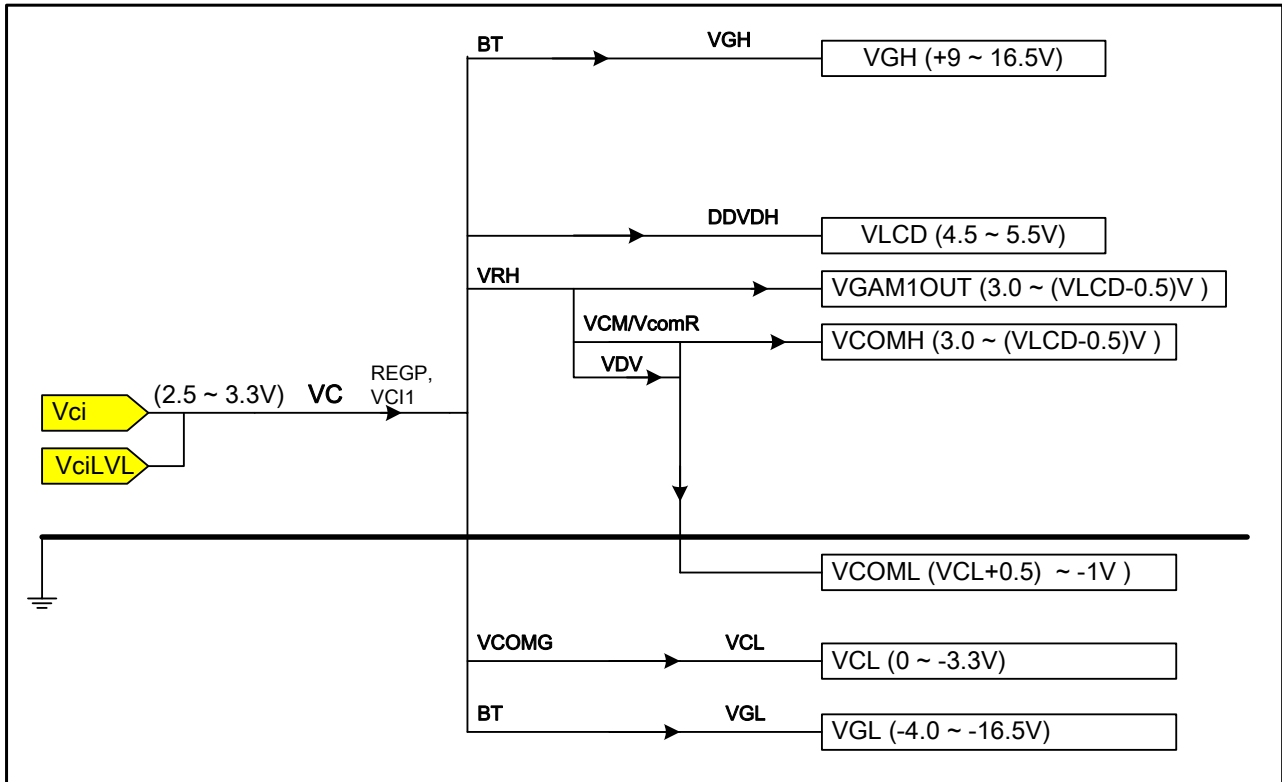 BT
VGH
VGH (+9 ~ 16.5V)
DDVDH
VLCD (4.5 ~ 5.5V)
VRH
VGAM1OUT (3.0 ~ (VLCD-0.5)V )
VCM/VcomR
VCOMH (3.0 ~ (VLCD-0.5)V )
VDV
REGP,
VCI1
Vci
(2.5 ~ 3.3V)
VC
VciLVL
VCOML (VCL+0.5) ~ -1V )
VCOMG
VCL
VCL (0 ~ -3.3V)
BT
VGL
VGL (-4.0 ~ -16.5V)